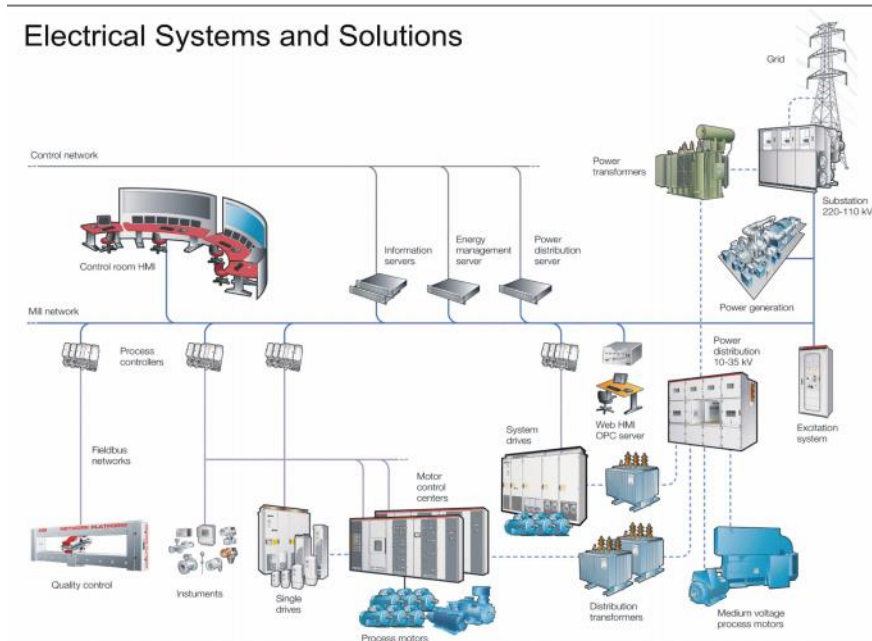 Electrical Systems and Solutions
Grid
Control network
Power
transformers
Substation
220-110 kV
Control room HMI
Information
servers
Energy
management
server
Power
distribution
server
Power generation
Mill network
Process
controllers
Power
distribution
10-35 kV
Web HMI
OPC server
Excitation
system
System
drives
Fieldbus
networks
Motor
control
centers
NETWORK PLATFORM
Quality control
Instuments
Single
drives
Process motors
Distribution
transformers
Medium voltage
process motors